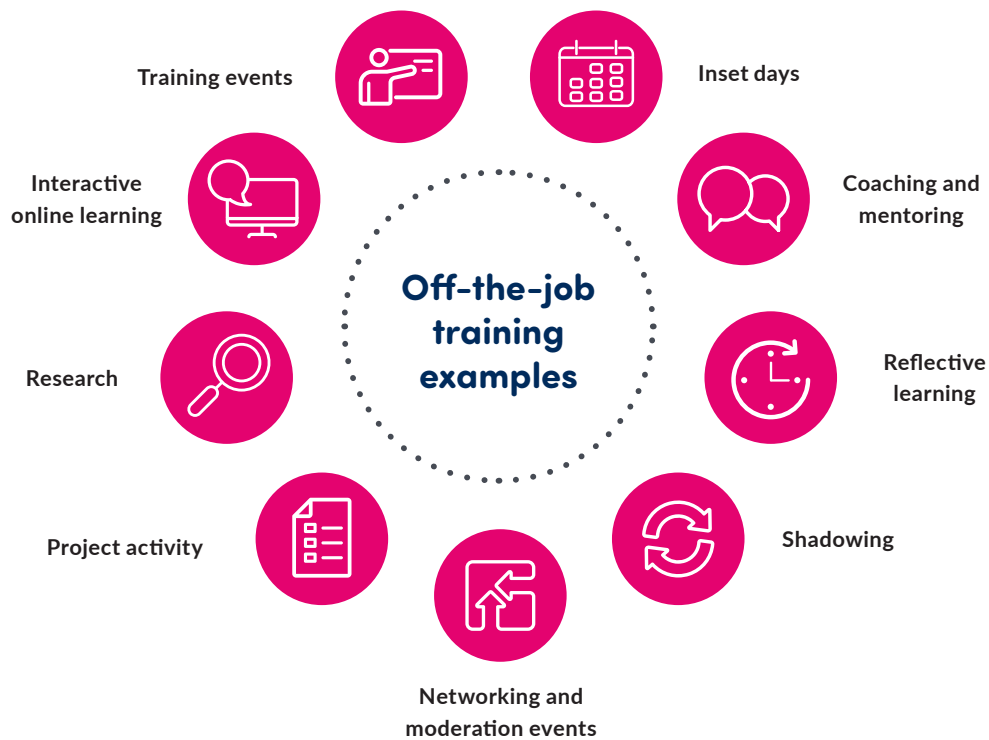 Off-the-job
training
examples
Training events
Inset days
Interactive
online learning
Coaching and
mentoring
Research
Reflective
learning
Project activity
Shadowing
Networking and
moderation events